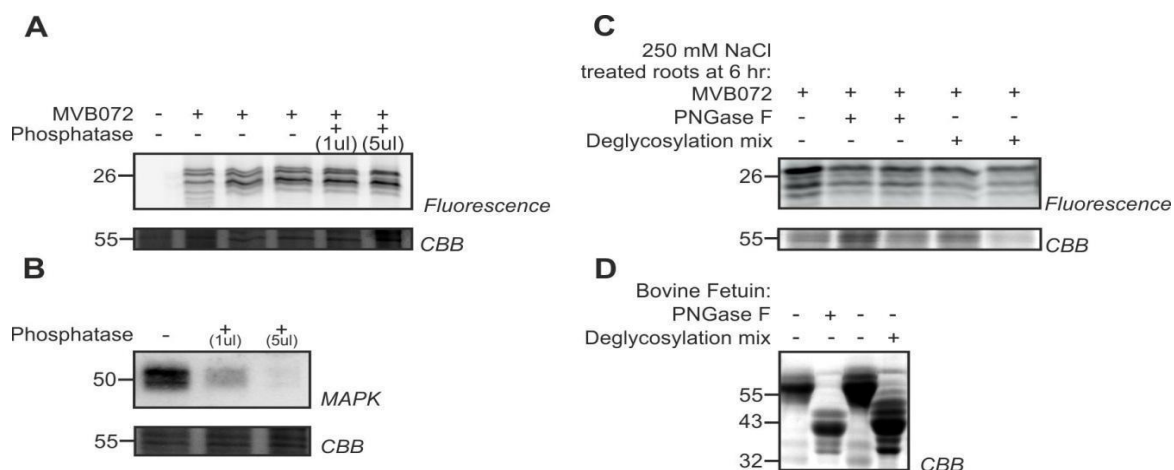 A
MVB072 - + + + + +
Phosphatase - - - - + +
(1ul) (5ul)
26
Fluorescence
55
CBB
B
Phosphatase - + +
(1ul) (5ul)
50
MAPK
55
CBB
C
250 mM NaCl
treated roots at 6 hr:
MVB072 + + + + +
PNGase F - + + - -
Deglycosylation mix - - - + +
26
Fluorescence
55
CBB
D
Bovine Fetuin:
PNGase F - + - -
Deglycosylation mix - - - +
55
43
32
CBB